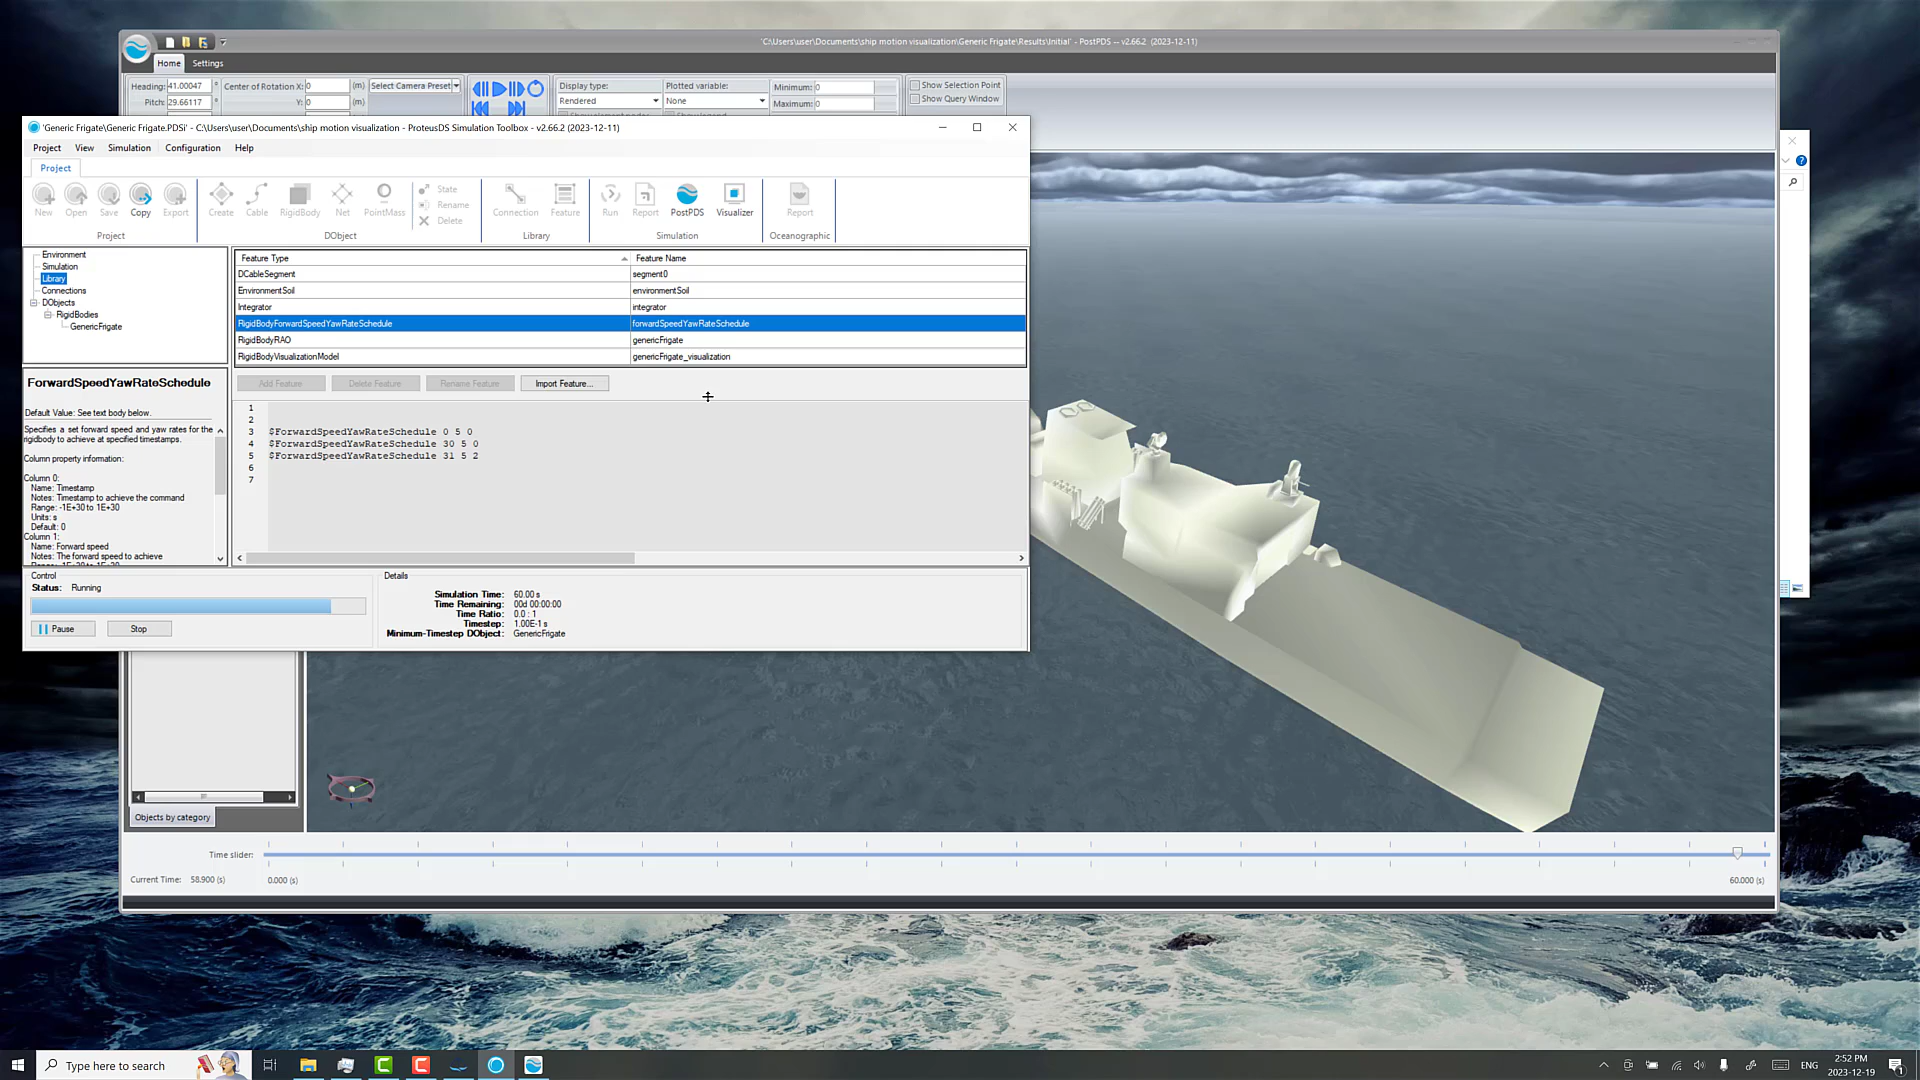 'C:\Users\user\Documents\ship motion visualization\Generic Frigate\Results\Initial' - PostPDS -- v2.66.2 (2023-12-11)
Home Settings
Heading: 41.00047 ° Center of Rotation X: 0 (m) Select Camera Preset
Pitch: 29.66117 ° Y: 0 (m)
Display type: Plotted variable: Minimum: 0
Rendered None Maximum: 0
Show Selection Point
Show Query Window
'Generic Frigate\Generic Frigate.PDSi' - C:\Users\user\Documents\ship motion visualization - ProteusDS Simulation Toolbox - v2.66.2 (2023-12-11)
Project View Simulation Configuration Help
Project
New Open Save Copy Export
Project
Create Cable RigidBody Net PointMass
State
Rename
Delete
DObject
Connection Feature
Library
Run Report PostPDS Visualizer
Simulation
Report
Oceanographic
Environment
Simulation
Library
Connections
DObjects
RigidBodies
GenericFrigate
Feature Type Feature Name
DCableSegment segment0
EnvironmentSoil environmentSoil
Integrator integrator
RigidBodyForwardSpeedYawRateSchedule forwardSpeedYawRateSchedule
RigidBodyRAO genericFrigate
RigidBodyVisualizationModel genericFrigate_visualization
Add Feature Delete Feature Rename Feature Import Feature...
ForwardSpeedYawRateSchedule
Default Value: See text body below.
Specifies a set forward speed and yaw rates for the
rigidbody to achieve at specified timestamps.
Column property information:
Column 0:
Name: Timestamp
Notes: Timestamp to achieve the command
Range: -1E+30 to 1E+30
Units: s
Default: 0
Column 1:
Name: Forward speed
Notes: The forward speed to achieve
1
2
3 $ForwardSpeedYawRateSchedule 0 5 0
4 $ForwardSpeedYawRateSchedule 30 5 0
5 $ForwardSpeedYawRateSchedule 31 5 2
6
7
Control
Status: Running
Pause Stop
Details
Simulation Time: 60.00 s
Time Remaining: 00d 00:00:00
Time Ratio: 0.0 : 1
Timestep: 1.00E-1 s
Minimum-Timestep DObject: GenericFrigate
Objects by category
Time slider:
Current Time: 58.900 (s) 0.000 (s) 60.000 (s)
Type here to search
ENG
2:52 PM
2023-12-19
1